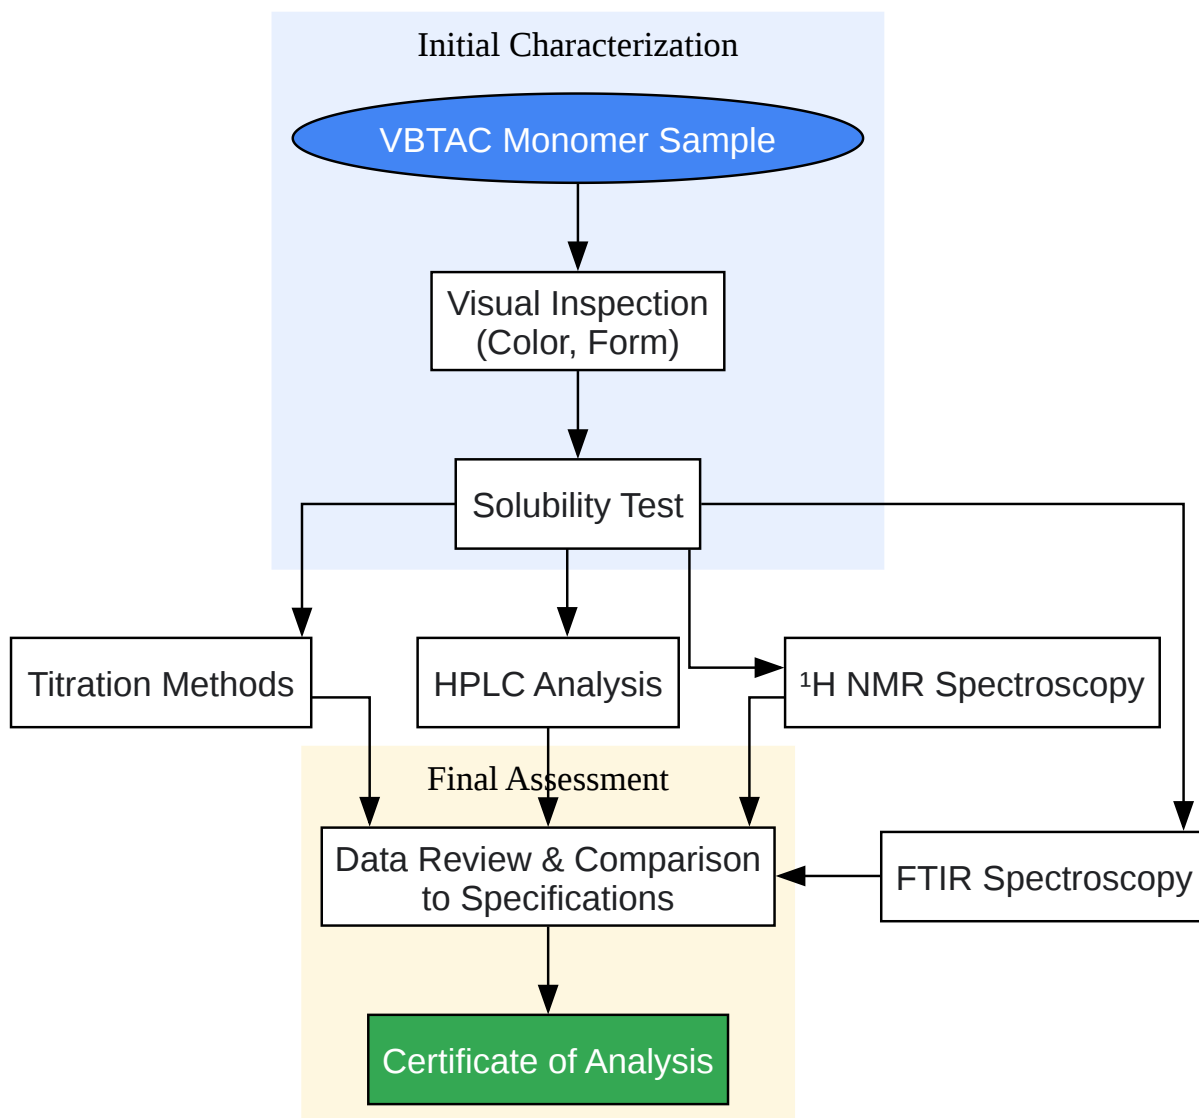 Initial Characterization
VBTAC Monomer Sample
Visual Inspection
(Color, Form)
Solubility Test
Titration Methods
HPLC Analysis
¹H NMR Spectroscopy
Final Assessment
Data Review & Comparison
to Specifications
FTIR Spectroscopy
Certificate of Analysis